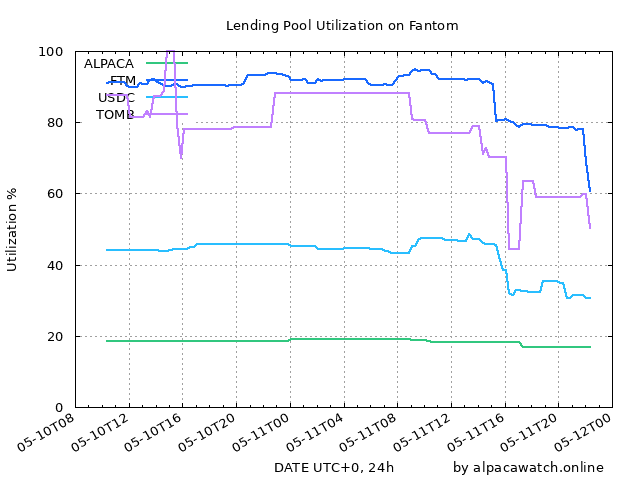 Lending Pool Utilization on Fantom
Utilization %
100
80
60
40
20
0
ALPACA
FTM
USDC
TOMB
05-10T08
05-10T12
05-10T16
05-10T20
05-11T00
05-11T04
05-11T08
05-11T12
05-11T16
05-11T20
05-12T00
DATE UTC+0, 24h
by alpacawatch.online